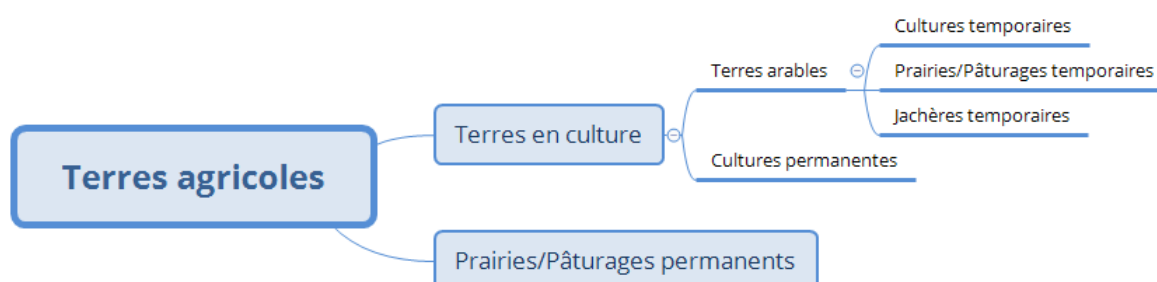 Terres agricoles
Terres en culture
Terres arables
Cultures temporaires
Prairies/Pâturages temporaires
Jachères temporaires
Cultures permanentes
Prairies/Pâturages permanents